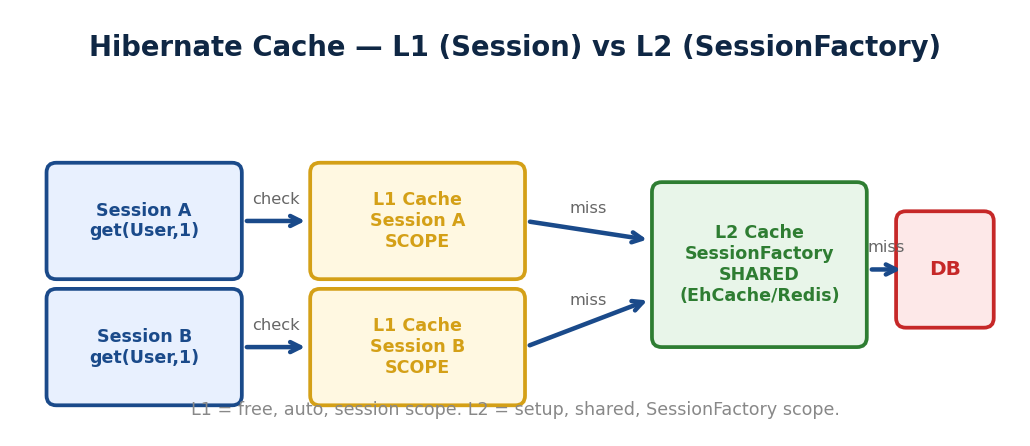 Hibernate Cache — L1 (Session) vs L2 (SessionFactory)
Session A
get(User,1)
check
L1 Cache
Session A
SCOPE
miss
Session B
get(User,1)
check
L1 Cache
Session B
SCOPE
miss
L2 Cache
SessionFactory
SHARED
(EhCache/Redis)
miss
DB
L1 = free, auto, session scope. L2 = setup, shared, SessionFactory scope.